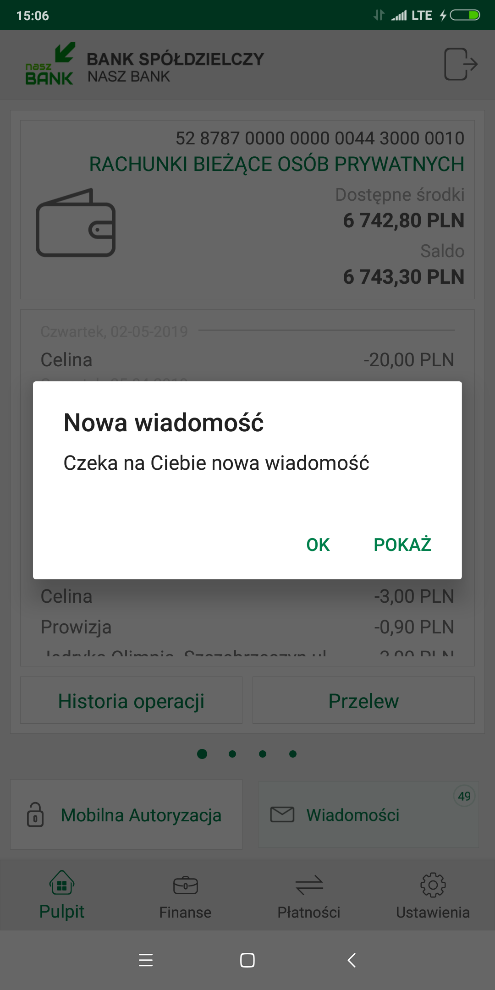 15:06
LTE
nasz
BANK
BANK SPÓŁDZIELCZY
NASZ BANK
52 8787 0000 0000 0044 3000 0010
RACHUNKI BIEŻĄCE OSÓB PRYWATNYCH
Dostępne środki
6 742,80 PLN
Saldo
6 743,30 PLN
Czwartek, 02-05-2019
Celina -20,00 PLN
Nowa wiadomość
Czeka na Ciebie nowa wiadomość
OK POKAŻ
Celina -3,00 PLN
Prowizja -0,90 PLN
Historia operacji Przelew
Mobilna Autoryzacja
Wiadomości 49
Pulpit Finanse Płatności Ustawienia